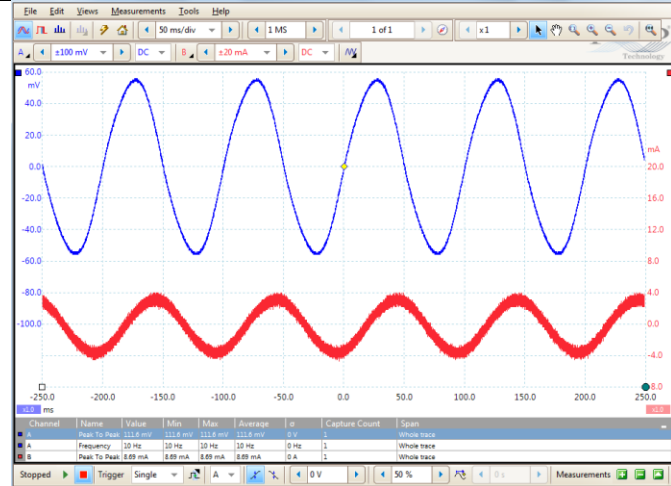 File Edit Views Measurements Tools Help
50 ms/div 1 MS 1 of 1 x1
A ±100 mV DC B ±20 mA DC
Technology
60.0
mV
40.0
20.0
0.0
-20.0
-40.0
-60.0
-80.0
-100.0
mA
20.0
16.0
12.0
8.0
4.0
0.0
-4.0
-8.0
-250.0 -200.0 -150.0 -100.0 -50.0 0.0 50.0 100.0 150.0 200.0 250.0
x1.0 ms x1.0
Channel Name Value Min Max Average σ Capture Count Span
A Peak To Peak 111.6 mV 111.6 mV 111.6 mV 111.6 mV 0 V 1 Whole trace
A Frequency 10 Hz 10 Hz 10 Hz 10 Hz 0 Hz 1 Whole trace
B Peak To Peak 8.69 mA 8.69 mA 8.69 mA 8.69 mA 0 A 1 Whole trace
Stopped Trigger Single A 0 V 50 % 0 s Measurements